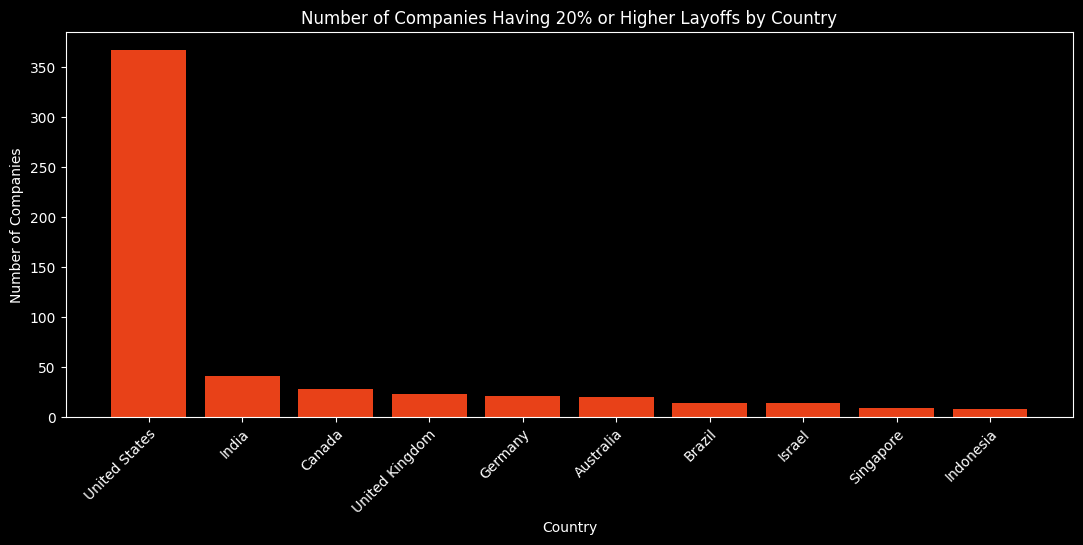 Number of Companies Having 20% or Higher Layoffs by Country
Number of Companies
350
300
250
200
150
100
50
0
United States
India
Canada
United Kingdom
Germany
Australia
Brazil
Israel
Singapore
Indonesia
Country